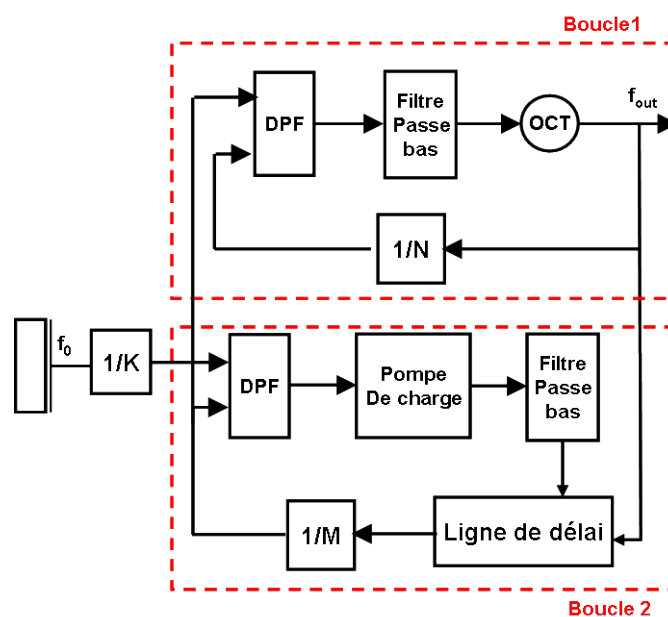 Boucle1
DPF
Filtre
Passe
bas
OCT
fout
1/N
f0
1/K
DPF
Pompe
De charge
Filtre
Passe
bas
1/M
Ligne de délai
Boucle 2